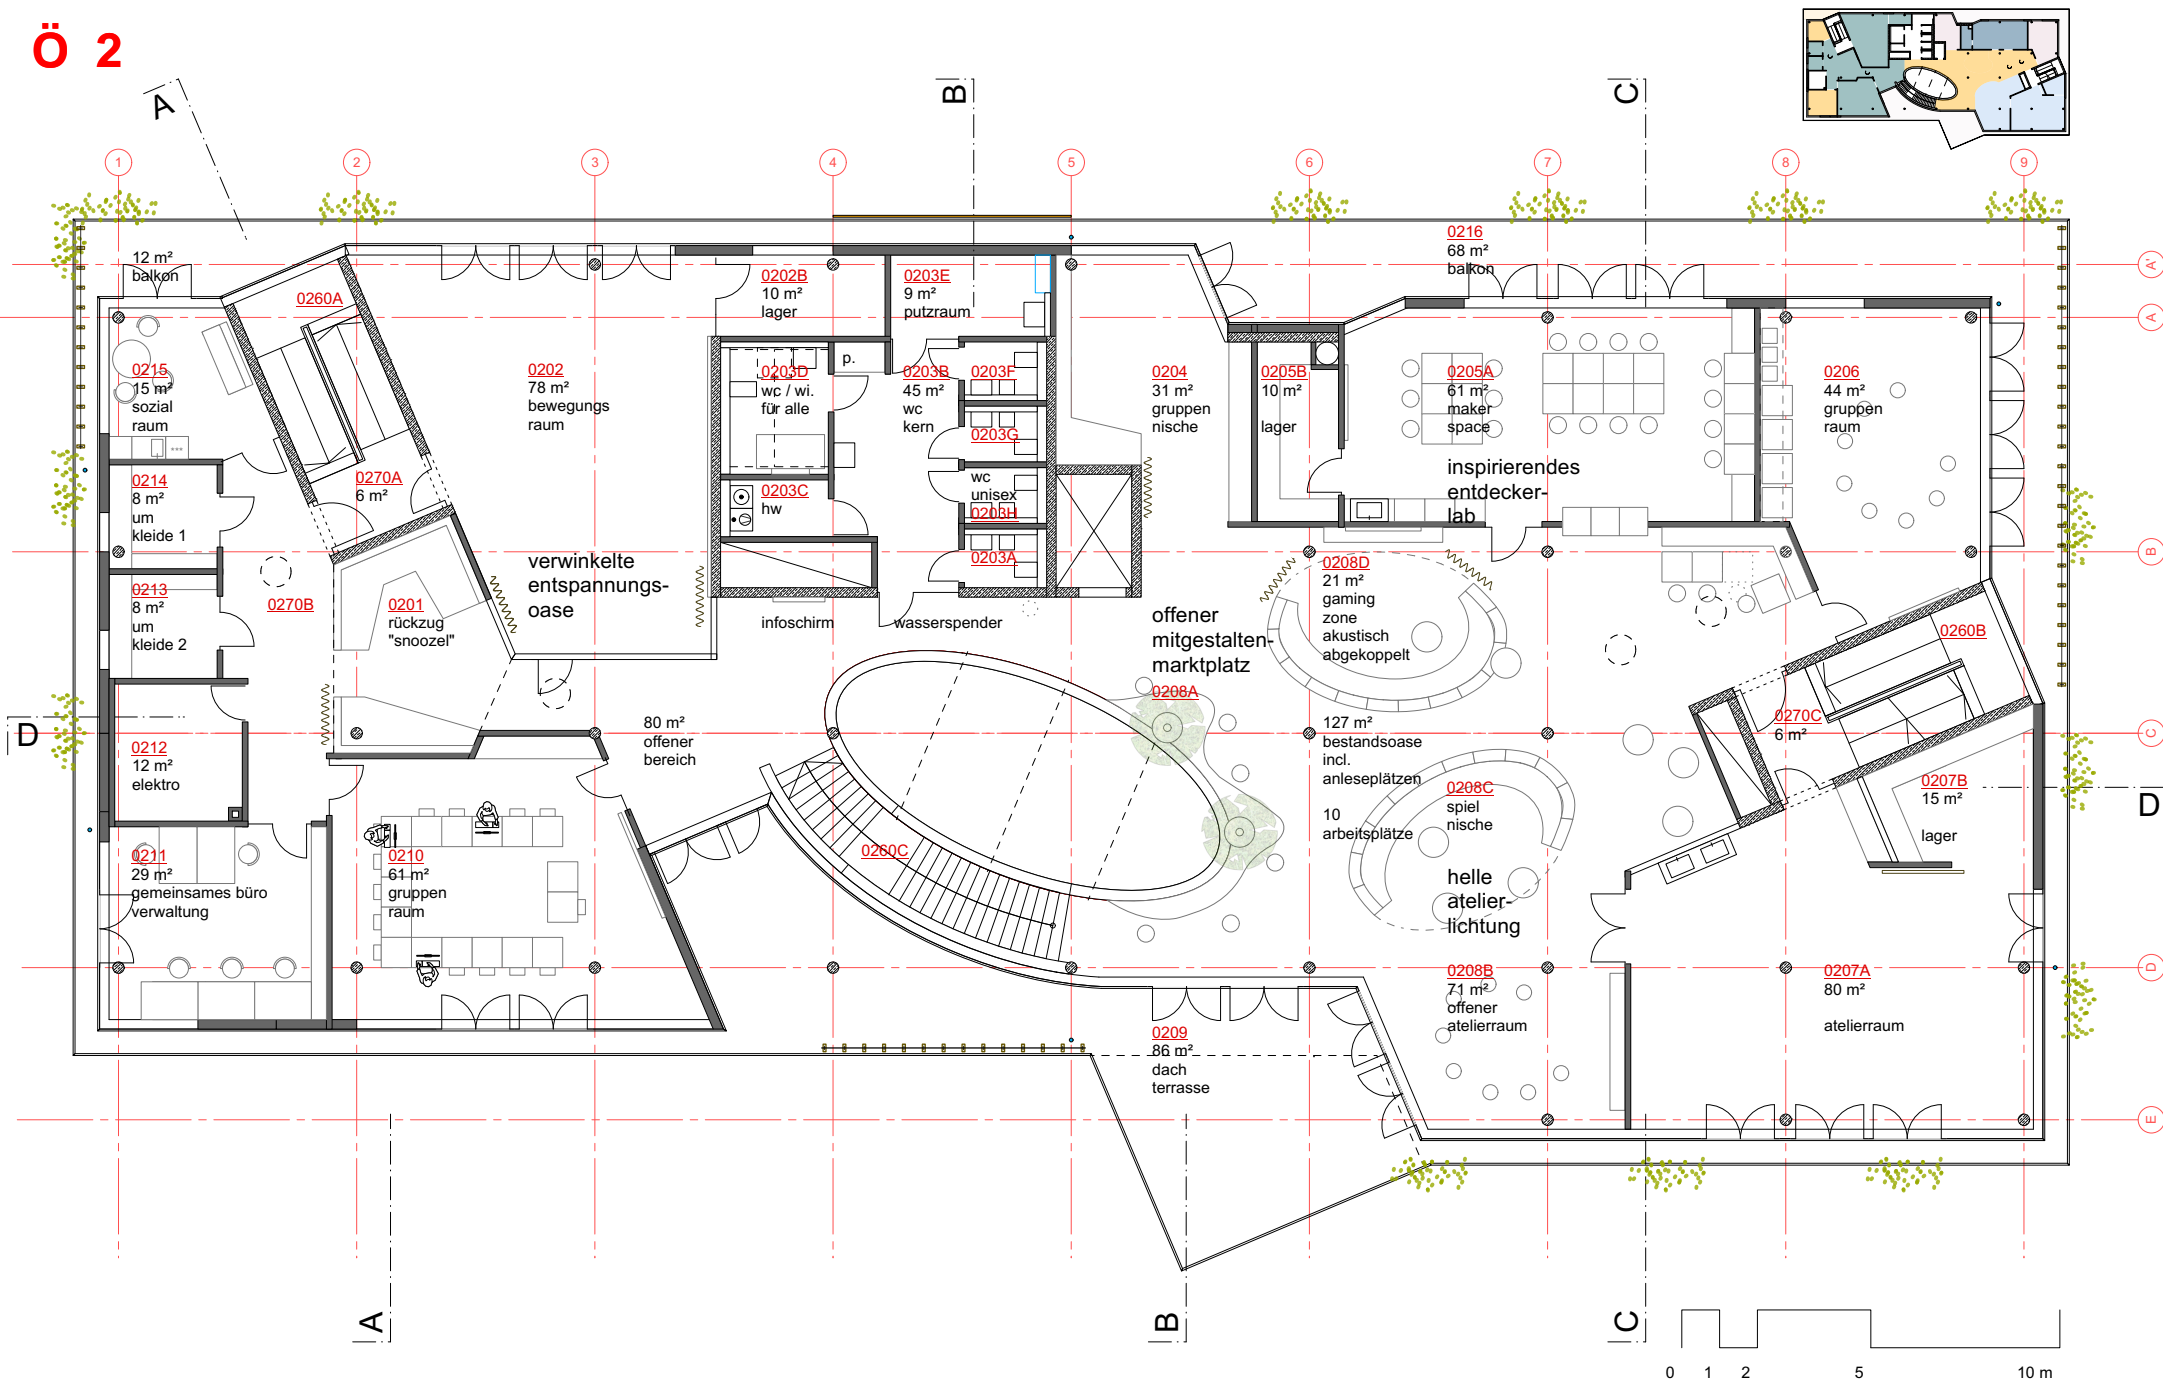 Ö 2
A
B
C
1
2
3
4
5
6
7
8
9
12 m²
balkon
0260A
0215
15 m²
sozial
raum
0214
8 m²
um
kleide 1
0213
8 m²
um
kleide 2
0270A
6 m²
0270B
0201
rückzug
"snoozel"
0202
78 m²
bewegungs
raum
verwinkelte
entspannungs-
oase
0202B
10 m²
lager
0203E
9 m²
putzraum
0203D
wc / wi.
für alle
p.
0203B
45 m²
wc
kern
0203F
0203G
wc
unisex
0203H
0203A
0203C
hw
infoschirm
wasserspender
0204
31 m²
gruppen
nische
0205B
10 m²
lager
0216
68 m²
balkon
0205A
61 m²
maker
space
inspirierendes
entdecker-
lab
0206
44 m²
gruppen
raum
A'
A
B
C
D
E
offener
mitgestalten-
marktplatz
0208A
0208D
21 m²
gaming
zone
akustisch
abgekoppelt
127 m²
bestandsoase
incl.
anleseplätzen
10
arbeitsplätze
0208C
spiel
nische
helle
atelier-
lichtung
0208B
71 m²
offener
atelierraum
0260B
0270C
6 m²
0207B
15 m²
lager
0207A
80 m²
atelierraum
D
D
0212
12 m²
elektro
0211
29 m²
gemeinsames büro
verwaltung
0210
61 m²
gruppen
raum
80 m²
offener
bereich
0260C
0209
86 m²
dach
terrasse
A
B
C
0
1
2
5
10 m